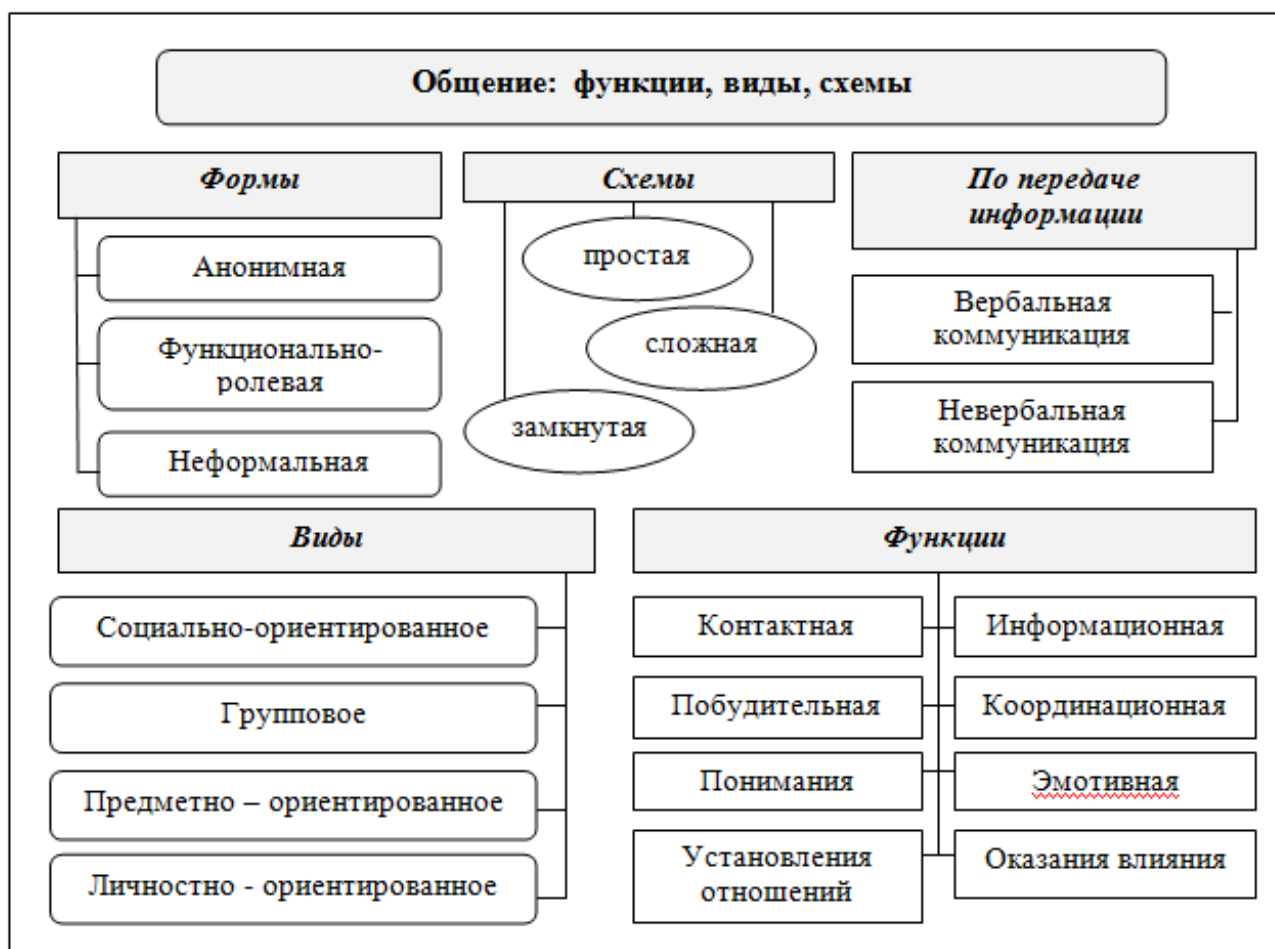 Общение: функции, виды, схемы
Формы
Анонимная
Функционально-
ролевая
Неформальная
Схемы
простая
сложная
замкнутая
По передаче
информации
Вербальная
коммуникация
Невербальная
коммуникация
Виды
Социально-ориентированное
Групповое
Предметно – ориентированное
Личностно - ориентированное
Функции
Контактная
Информационная
Побудительная
Координационная
Понимания
Эмотивная
Установления
отношений
Оказания влияния